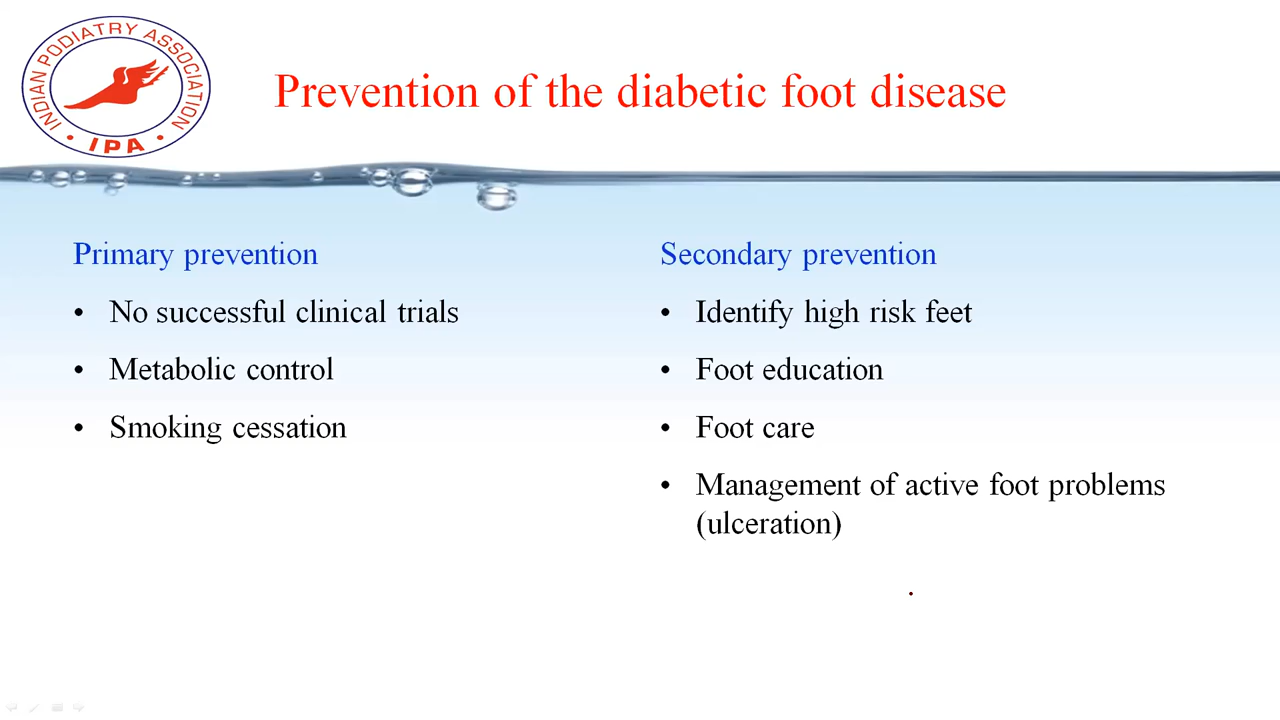 INDIAN PODIATRY ASSOCIATION
• IPA •
Prevention of the diabetic foot disease
Primary prevention
• No successful clinical trials
• Metabolic control
• Smoking cessation
Secondary prevention
• Identify high risk feet
• Foot education
• Foot care
• Management of active foot problems
(ulceration)